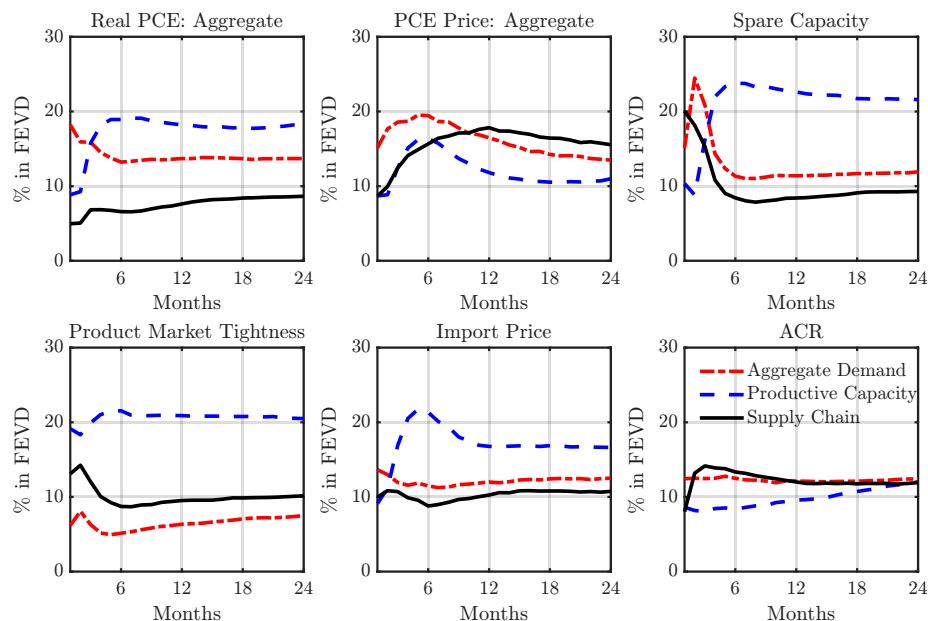 Real PCE: Aggregate
% in FEVD
30
20
10
0
6
12
18
24
Months
PCE Price: Aggregate
% in FEVD
30
20
10
0
6
12
18
24
Months
Spare Capacity
% in FEVD
30
20
10
0
6
12
18
24
Months
Product Market Tightness
% in FEVD
30
20
10
0
6
12
18
24
Months
Import Price
% in FEVD
30
20
10
0
6
12
18
24
Months
ACR
% in FEVD
30
20
10
0
6
12
18
24
Months
Aggregate Demand
Productive Capacity
Supply Chain